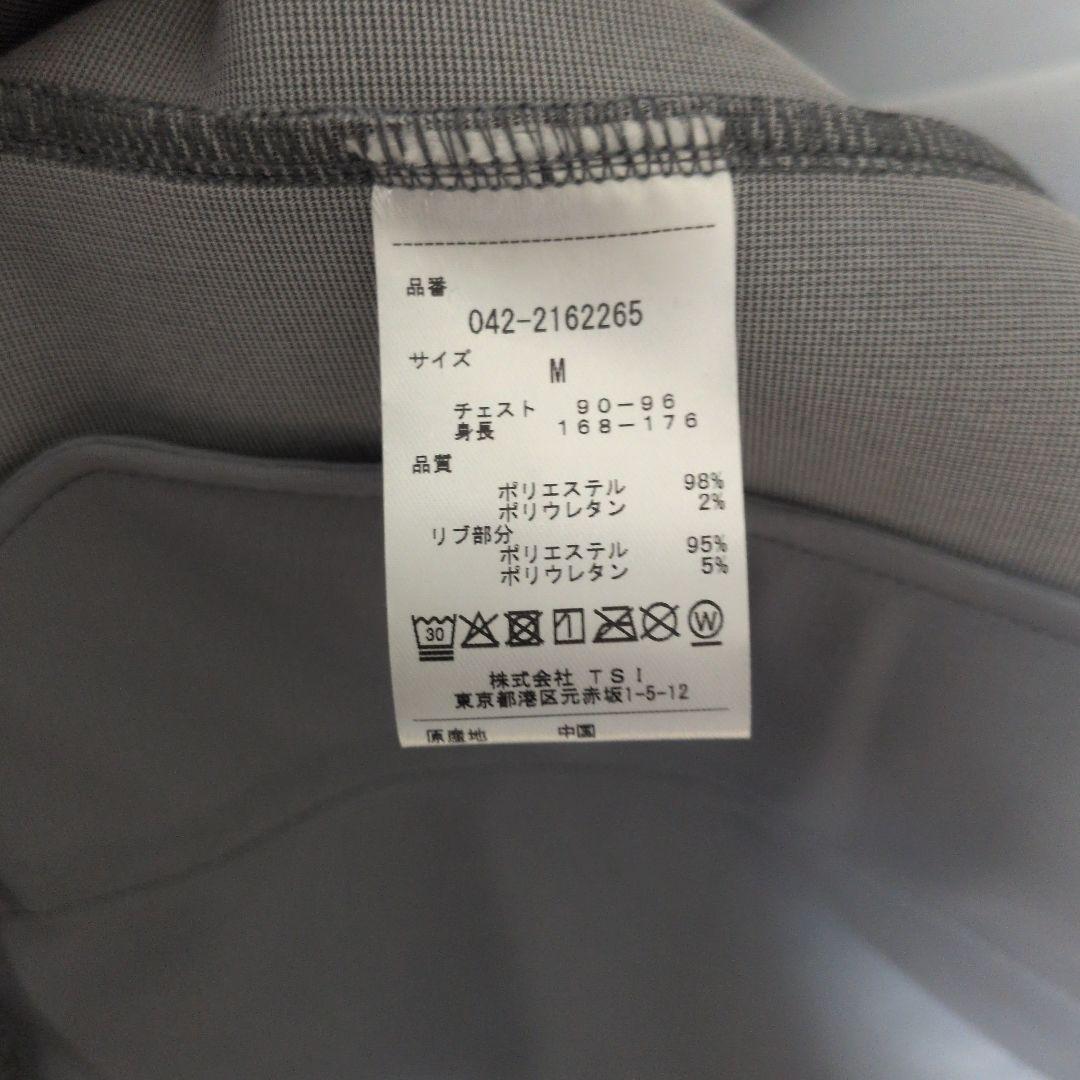 品番
042-2162265
サイズ
M
チェスト 90-96
身長 168-176
品質
ポリエステル 98%
ポリウレタン 2%
リブ部分
ポリエステル 95%
ポリウレタン 5%
30 W
株式会社 TSI
東京都港区元赤坂1-5-12
原産地 中国